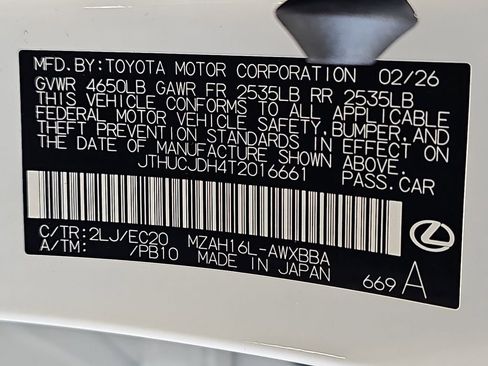 MFD.BY:TOYOTA MOTOR CORPORATION 02/26
GVWR 4650LB GAWR FR 2535LB RR 2535LB
THIS VEHICLE CONFORMS TO ALL APPLICABLE
FEDERAL MOTOR VEHICLE SAFETY, BUMPER, AND
THEFT PREVENTION STANDARDS IN EFFECT ON
THE DATE OF MANUFACTURE SHOWN ABOVE.
JTHUCJDH4T2016661 PASS.CAR
C/TR:2LJ/EC20 MZAH16L-AWXBBA
A/TM: /PB10 MADE IN JAPAN
669 A